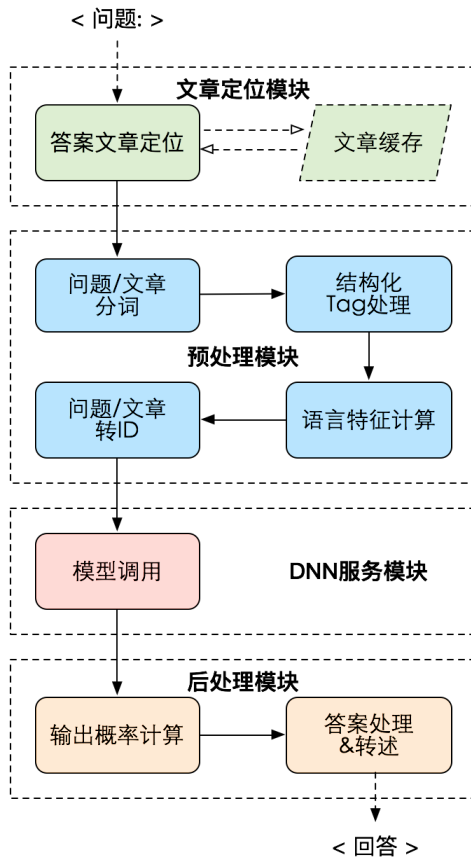 < 问题: >
文章定位模块
答案文章定位
文章缓存
问题/文章
分词
结构化
Tag处理
预处理模块
问题/文章
转ID
语言特征计算
模型调用
DNN服务模块
后处理模块
输出概率计算
答案处理
&转述
< 回答 >